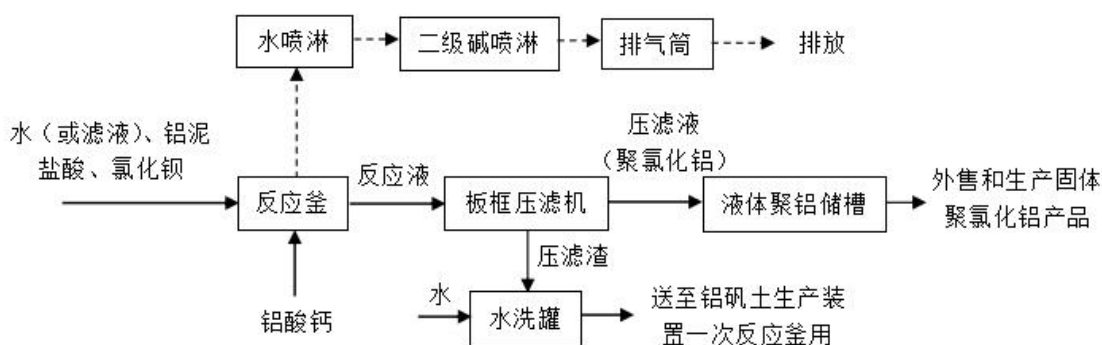 水喷淋
二级碱喷淋
排气筒
排放
水（或滤液）、铝泥
盐酸、氯化钡
反应釜
反应液
板框压滤机
压滤液
（聚氯化铝）
液体聚铝储槽
外售和生产固体
聚氯化铝产品
铝酸钙
压滤渣
水
水洗罐
送至铝矾土生产装
置一次反应釜用